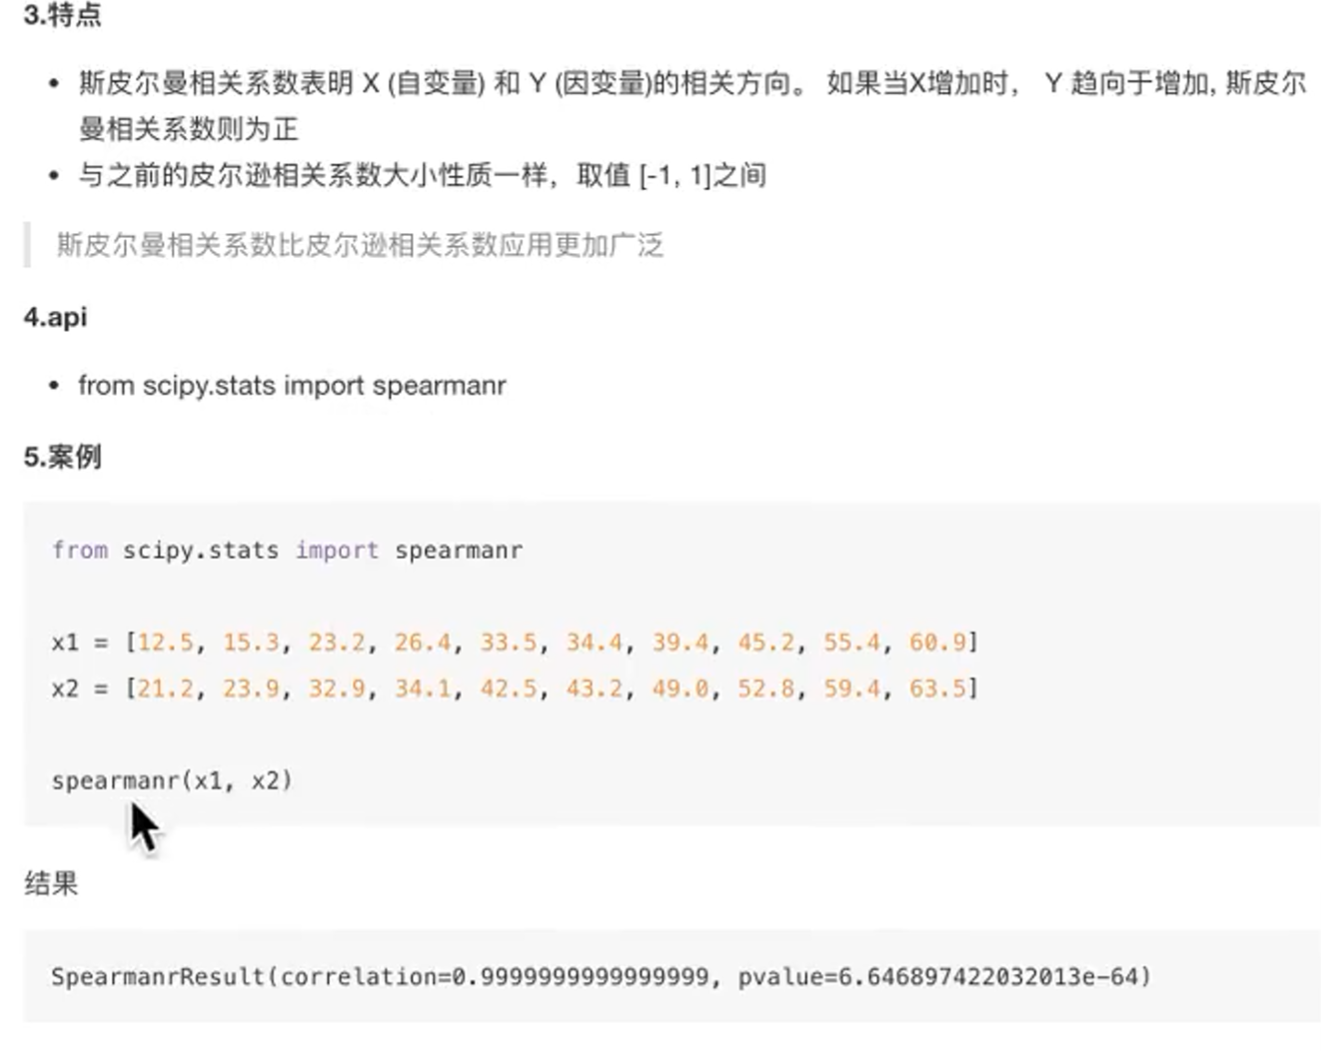 3.特点
斯皮尔曼相关系数表明 X (自变量) 和 Y (因变量)的相关方向。 如果当X增加时， Y 趋向于增加, 斯皮尔
曼相关系数则为正
与之前的皮尔逊相关系数大小性质一样，取值 [-1, 1]之间
斯皮尔曼相关系数比皮尔逊相关系数应用更加广泛
4.api
from scipy.stats import spearmanr
5.案例
from scipy.stats import spearmanr
x1 = [12.5, 15.3, 23.2, 26.4, 33.5, 34.4, 39.4, 45.2, 55.4, 60.9]
x2 = [21.2, 23.9, 32.9, 34.1, 42.5, 43.2, 49.0, 52.8, 59.4, 63.5]
spearmanr(x1, x2)
结果
SpearmanrResult(correlation=0.9999999999999999, pvalue=6.646897422032013e-64)